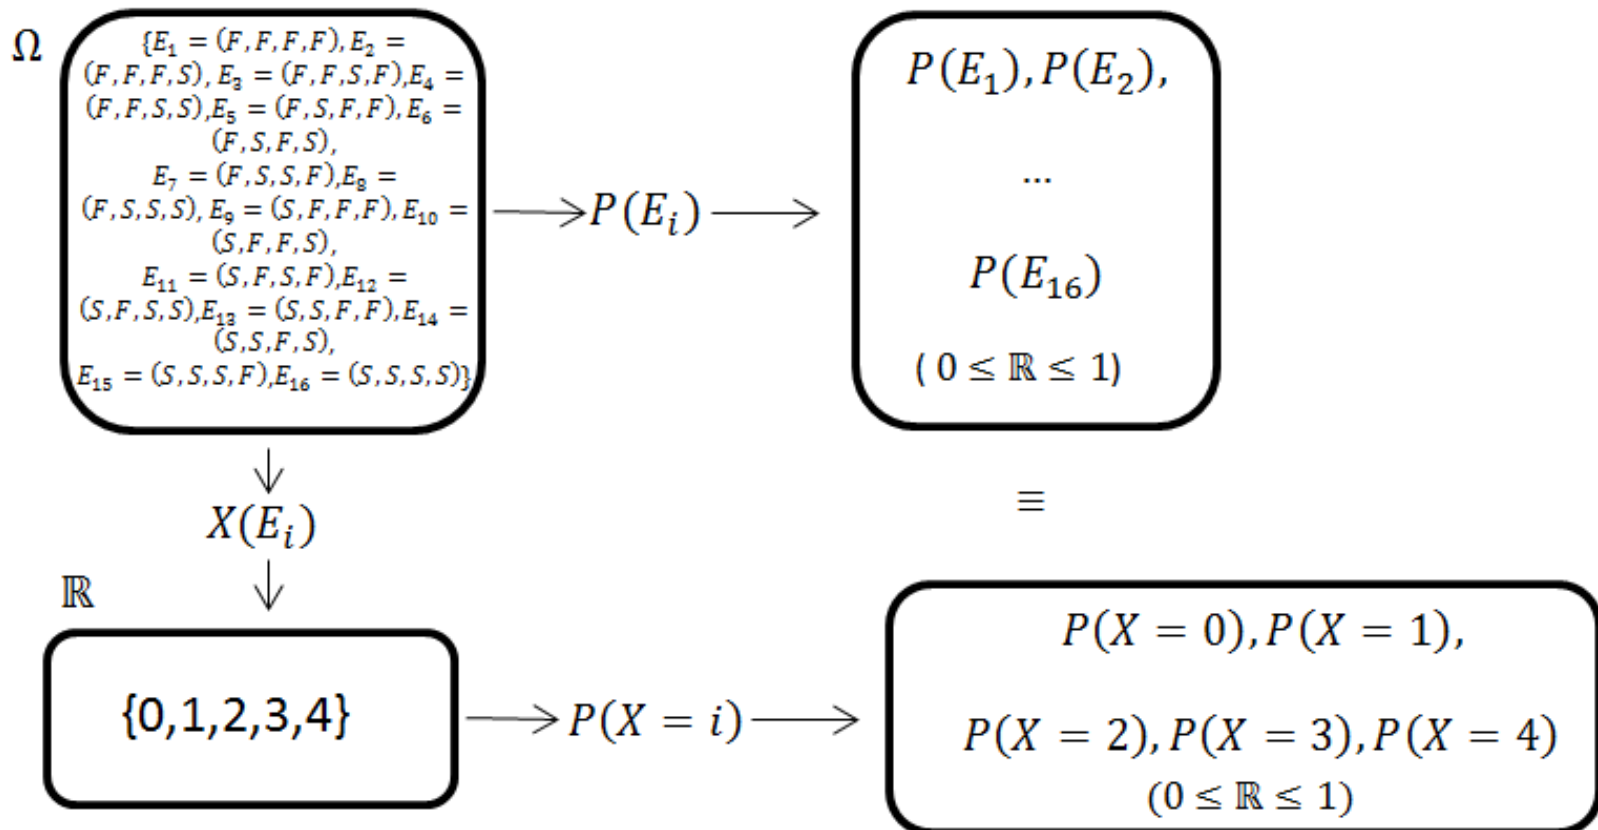 Ω
{E₁ = (F,F,F,F),E₂ =
(F,F,F,S), E₃ = (F,F,S,F),E₄ =
(F,F,S,S),E₅ = (F,S,F,F),E₆ =
(F,S,F,S),
E₇ = (F,S,S,F),E₈ =
(F,S,S,S),E₉ = (S,F,F,F),E₁₀ =
(S,F,F,S),
E₁₁ = (S,F,S,F),E₁₂ =
(S,F,S,S),E₁₃ = (S,S,F,F),E₁₄ =
(S,S,F,S),
E₁₅ = (S,S,S,F),E₁₆ = (S,S,S,S)}
P(Eᵢ)
P(E₁), P(E₂),
...
P(E₁₆)
( 0 ≤ ℝ ≤ 1)
X(Eᵢ)
≡
ℝ
{0,1,2,3,4}
P(X = i)
P(X = 0), P(X = 1),
P(X = 2), P(X = 3), P(X = 4)
(0 ≤ ℝ ≤ 1)